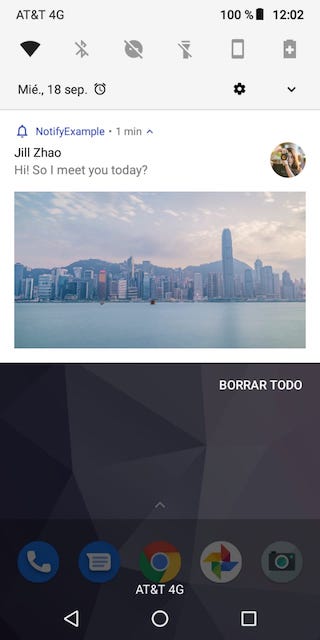 AT&T 4G 100 % 12:02
Mié., 18 sep.
NotifyExample • 1 min
Jill Zhao
Hi! So I meet you today?
BORRAR TODO
AT&T 4G